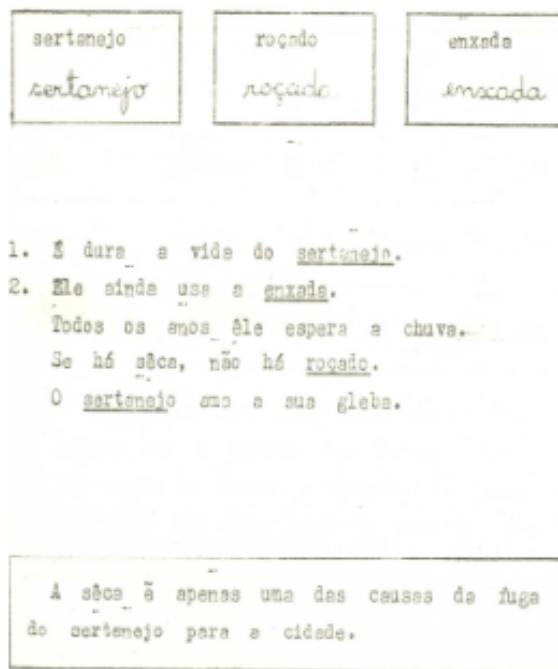 sertanejo roçado enxada
sertanejo roçado enxada
1. É dura a vida do sertanejo.
2. Ele ainda usa a enxada.
Todos os anos êle espera a chuva.
Se há sêca, não há roçado.
O sertanejo ama a sua gleba.
A sêca é apenas uma das causas da fuga
do sertanejo para a cidade.